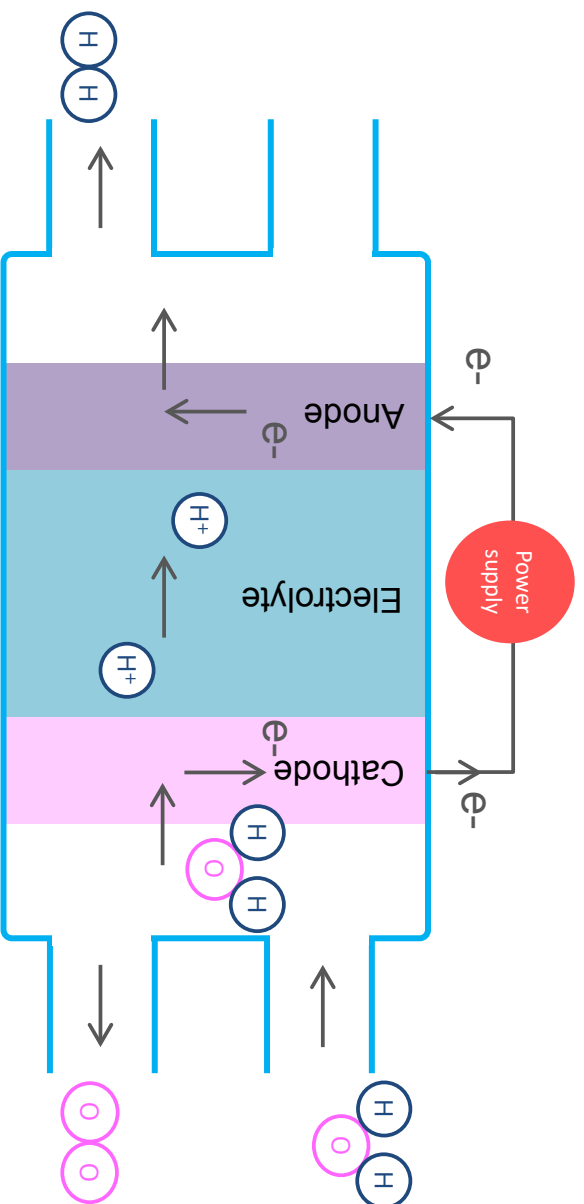 H
H
e-
Anode
e-
H+
Power
supply
Electrolyte
H+
e-
Cathode
e-
H
O
H
O
O
H
O
H